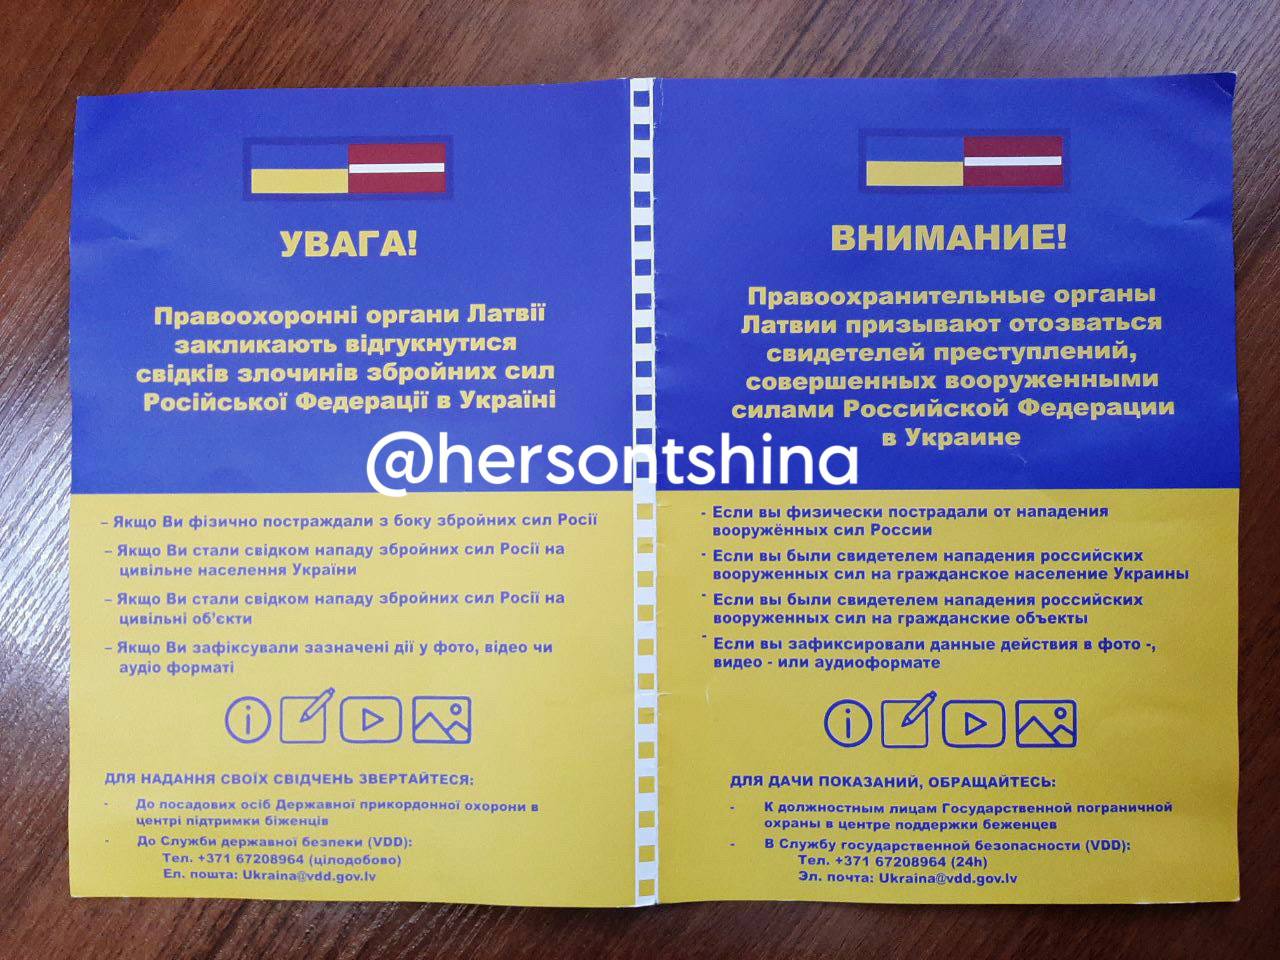 УВАГА!
Правоохоронні органи Латвії
закликають відгукнутися
свідків злочинів збройних сил
Російської Федерації в Україні
– Якщо Ви фізично постраждали з боку збройних сил Росії
– Якщо Ви стали свідком нападу збройних сил Росії на
цивільне населення України
– Якщо Ви стали свідком нападу збройних сил Росії на
цивільні об'єкти
– Якщо Ви зафіксували зазначені дії у фото, відео чи
аудіо форматі
ДЛЯ НАДАННЯ СВОЇХ СВІДЧЕНЬ ЗВЕРТАЙТЕСЯ:
- До посадових осіб Державної прикордонної охорони в
центрі підтримки біженців
- До Служби державної безпеки (VDD):
Тел. +371 67208964 (цілодобово)
Ел. пошта: Ukraina@vdd.gov.lv
ВНИМАНИЕ!
Правоохранительные органы
Латвии призывают отозваться
свидетелей преступлений,
совершенных вооруженными
силами Российской Федерации
в Украине
- Если вы физически пострадали от нападения
вооружённых сил России
- Если вы были свидетелем нападения российских
вооруженных сил на гражданское население Украины
- Если вы были свидетелем нападения российских
вооруженных сил на гражданские объекты
- Если вы зафиксировали данные действия в фото -,
видео - или аудиоформате
ДЛЯ ДАЧИ ПОКАЗАНИЙ, ОБРАЩАЙТЕСЬ:
- К должностным лицам Государственной пограничной
охраны в центре поддержки беженцев
- В Службу государственной безопасности (VDD):
Тел. +371 67208964 (24h)
Эл. почта: Ukraina@vdd.gov.lv
@hersontshina